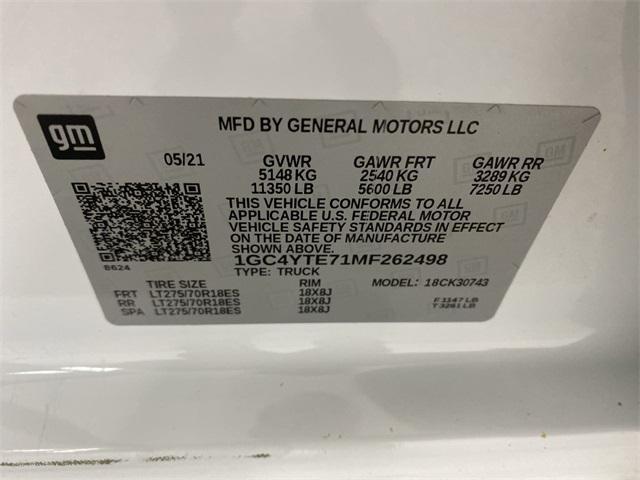 gm
MFD BY GENERAL MOTORS LLC
05/21 GVWR GAWR FRT GAWR RR
5148 KG 2540 KG 3289 KG
11350 LB 5600 LB 7250 LB
THIS VEHICLE CONFORMS TO ALL
APPLICABLE U.S. FEDERAL MOTOR
VEHICLE SAFETY STANDARDS IN EFFECT
ON THE DATE OF MANUFACTURE
SHOWN ABOVE.
8624
1GC4YTE71MF262498
TYPE: TRUCK MODEL: 18CK30743
TIRE SIZE RIM
FRT LT275/70R18ES 18X8J
RR LT275/70R18ES 18X8J
SPA LT275/70R18ES 18X8J
F 1147 LB
T 3261 LB